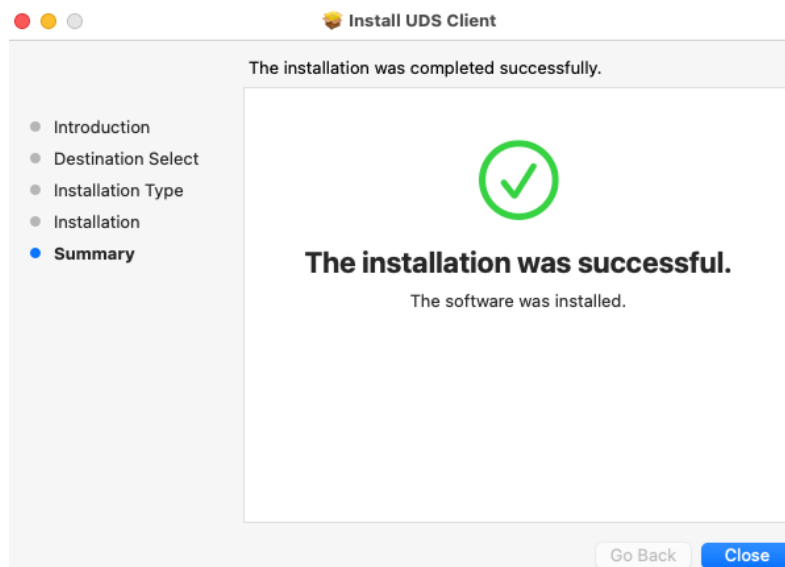 Install UDS Client
The installation was completed successfully.
Introduction
Destination Select
Installation Type
Installation
Summary
The installation was successful.
The software was installed.
Go Back
Close